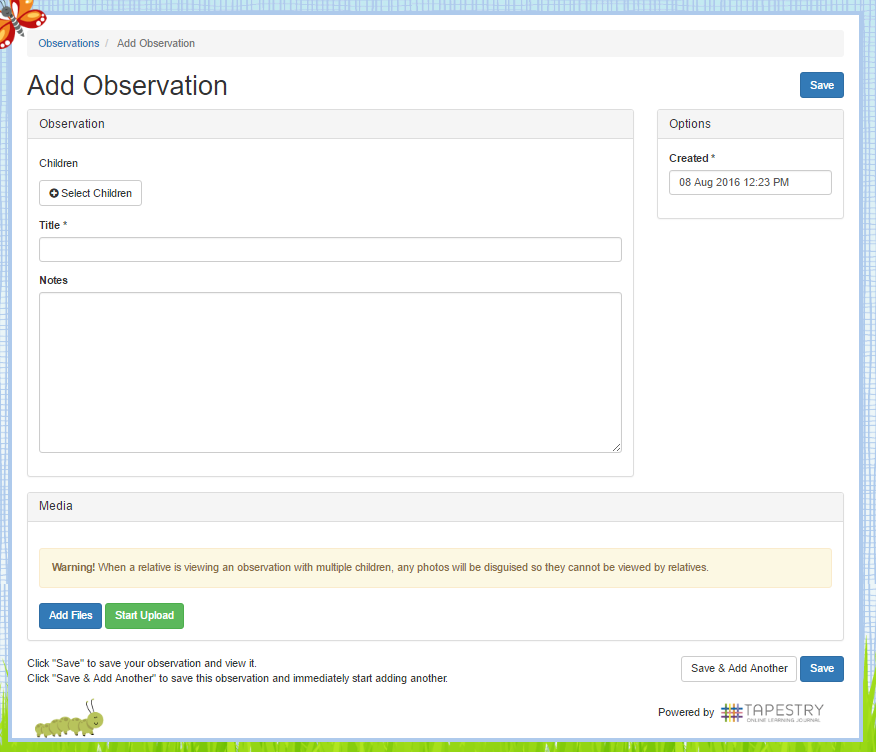 Observations / Add Observation
Add Observation
Save
Observation
Children
Select Children
Title *
Notes
Options
Created *
08 Aug 2016 12:23 PM
Media
Warning! When a relative is viewing an observation with multiple children, any photos will be disguised so they cannot be viewed by relatives.
Add Files
Start Upload
Click "Save" to save your observation and view it.
Click "Save & Add Another" to save this observation and immediately start adding another.
Save & Add Another
Save
Powered by TAPESTRY
ONLINE LEARNING JOURNAL